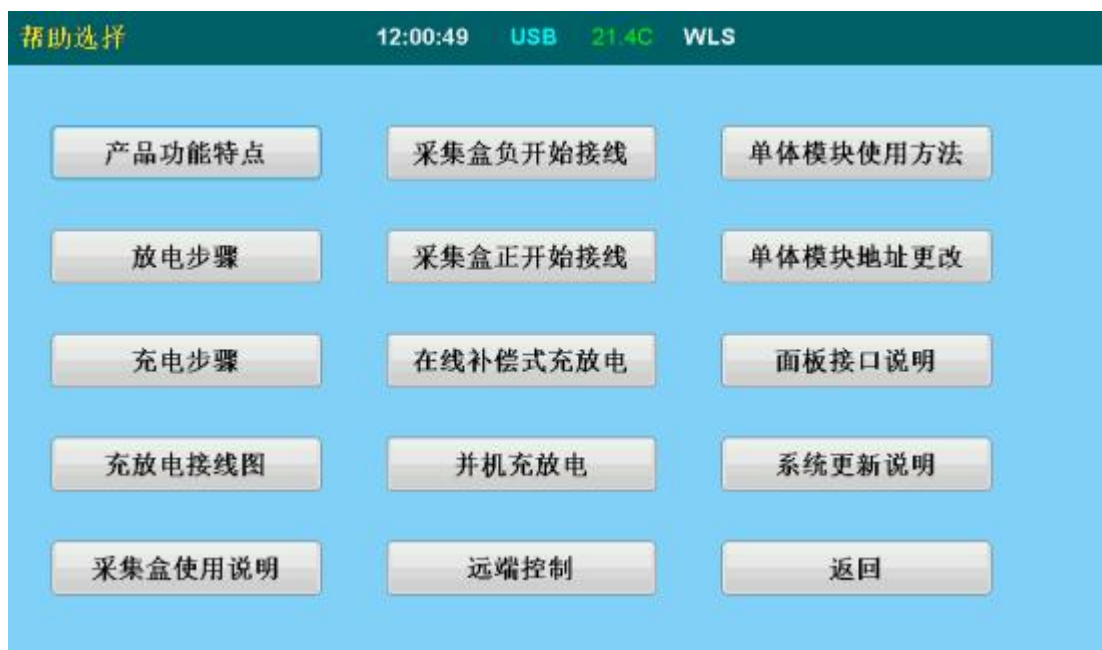 帮助选择 12:00:49 USB 21.4C WLS
产品功能特点 采集盒负开始接线 单体模块使用方法
放电步骤 采集盒正开始接线 单体模块地址更改
充电步骤 在线补偿式充放电 面板接口说明
充放电接线图 并机充放电 系统更新说明
采集盒使用说明 远端控制 返回